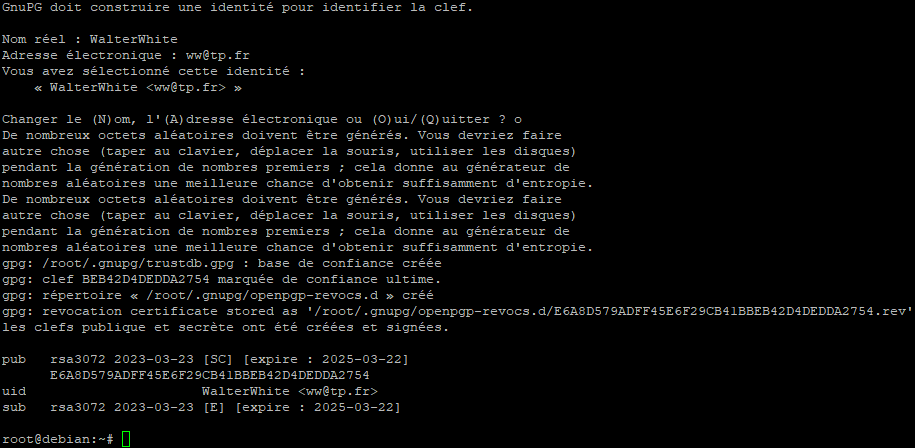 GnuPG doit construire une identité pour identifier la clef.
Nom réel : WalterWhite
Adresse électronique : ww@tp.fr
Vous avez sélectionné cette identité :
« WalterWhite <ww@tp.fr> »
Changer le (N)om, l'(A)dresse électronique ou (O)ui/(Q)uitter ? o
De nombreux octets aléatoires doivent être générés. Vous devriez faire
autre chose (taper au clavier, déplacer la souris, utiliser les disques)
pendant la génération de nombres premiers ; cela donne au générateur de
nombres aléatoires une meilleure chance d'obtenir suffisamment d'entropie.
De nombreux octets aléatoires doivent être générés. Vous devriez faire
autre chose (taper au clavier, déplacer la souris, utiliser les disques)
pendant la génération de nombres premiers ; cela donne au générateur de
nombres aléatoires une meilleure chance d'obtenir suffisamment d'entropie.
gpg: /root/.gnupg/trustdb.gpg : base de confiance créée
gpg: clef BEB42D4DEDDA2754 marquée de confiance ultime.
gpg: répertoire « /root/.gnupg/openpgp-revocs.d » créé
gpg: revocation certificate stored as '/root/.gnupg/openpgp-revocs.d/E6A8D579ADFF45E6F29CB41BBEB42D4DEDDA2754.rev'
les clefs publique et secrète ont été créées et signées.
pub rsa3072 2023-03-23 [SC] [expire : 2025-03-22]
E6A8D579ADFF45E6F29CB41BBEB42D4DEDDA2754
uid WalterWhite <ww@tp.fr>
sub rsa3072 2023-03-23 [E] [expire : 2025-03-22]
root@debian:~#